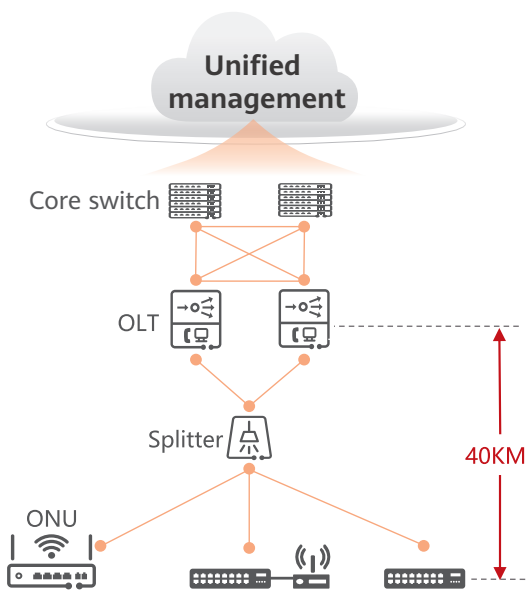 Unified
management
Core switch
OLT
Splitter
40KM
ONU